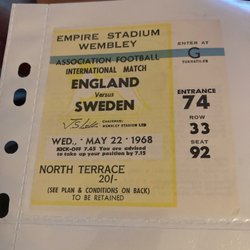 EMPIRE STADIUM
WEMBLEY
ENTER AT
G
TURNSTILES
ASSOCIATION FOOTBALL
INTERNATIONAL MATCH
ENGLAND
Versus
SWEDEN
CHAIRMAN:
WEMBLEY STADIUM LTD
WED., MAY 22, 1968
KICK-OFF 7.45 You are advised
to take up your position by 7.15
ENTRANCE
74
ROW
33
SEAT
92
NORTH TERRACE
20/-
(SEE PLAN & CONDITIONS ON BACK)
TO BE RETAINED